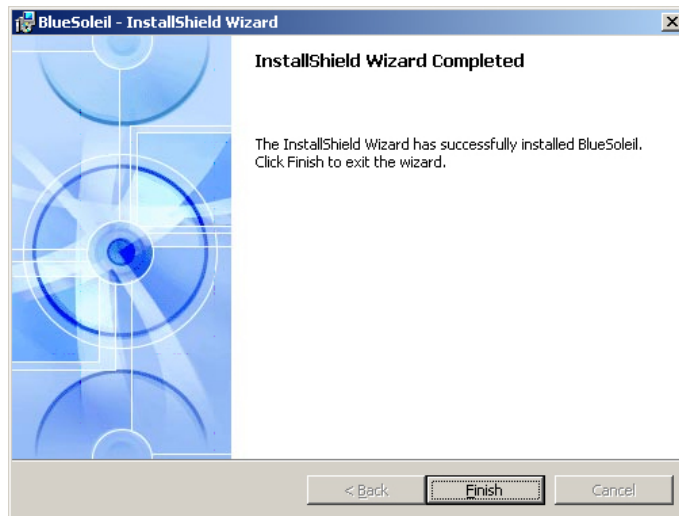 BlueSoleil - InstallShield Wizard
InstallShield Wizard Completed
The InstallShield Wizard has successfully installed BlueSoleil.
Click Finish to exit the wizard.
< Back Finish Cancel